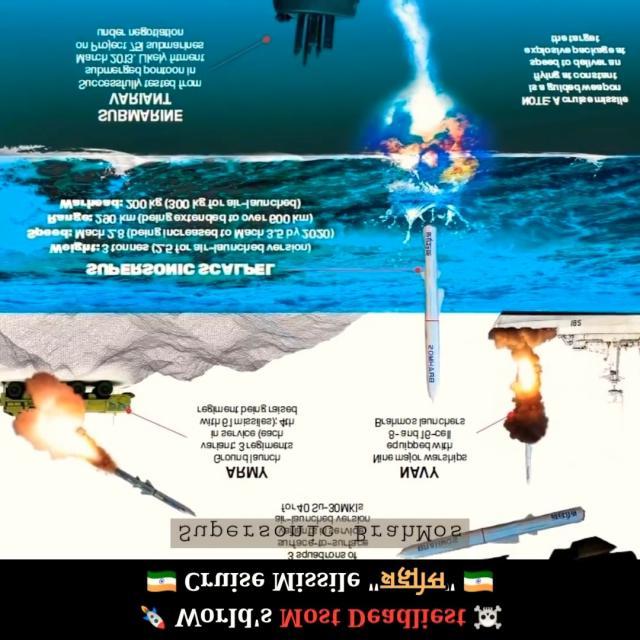 🚀 World's Most Deadliest ☠
🇮🇳 Cruise Missile "ब्रह्मोस" 🇮🇳
3 squadrons of
surface-to-surface
Supersonic BrahMos
air-launched version
for 40 Su-30MKIs
BrahMos
ARMY
Ground launch
variant: 3 regiments
in service (each
with 61 missiles); 4th
regiment being raised
NAVY
Nine major warships
equipped with
8- and 16-cell
Brahmos launchers
BRAHMOS
SUPERSONIC SCALPEL
Weight: 3 tonnes (2.5 for air-launched version)
Speed: Mach 2.8 (being increased to Mach 3.5 by 2020)
Range: 290 km (being extended to over 600 km)
Warhead: 200 kg (300 kg for air-launched)
SUBMARINE
VARIANT
Successfully tested from
submerged pontoon in
March 2013. Likely fitment
on Project 75I submarines
under negotiation
NOTE: A cruise missile
is a guided weapon
flying at constant
speed to deliver an
explosive package at
the target